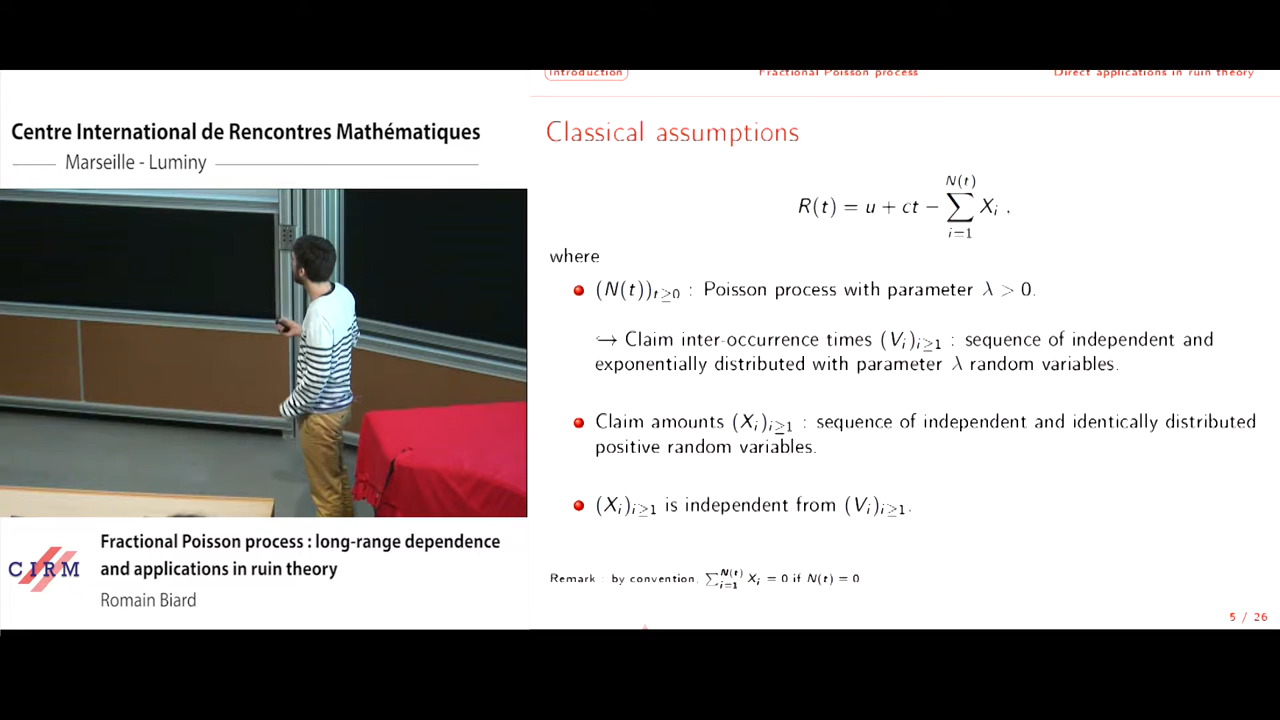 Centre International de Rencontres Mathématiques
Marseille - Luminy
Fractional Poisson process : long-range dependence
and applications in ruin theory
Romain Biard
CIRM
Introduction Fractional Poisson process Direct applications in ruin theory
Classical assumptions
R(t) = u + ct − ∑_{i=1}^{N(t)} X_i ,
where
(N(t))_{t≥0} : Poisson process with parameter λ > 0.
↪ Claim inter-occurrence times (V_i)_{i≥1} : sequence of independent and
exponentially distributed with parameter λ random variables.
Claim amounts (X_i)_{i≥1} : sequence of independent and identically distributed
positive random variables.
(X_i)_{i≥1} is independent from (V_i)_{i≥1}.
Remark : by convention, ∑_{i=1}^{N(t)} X_i = 0 if N(t) = 0
5 / 26